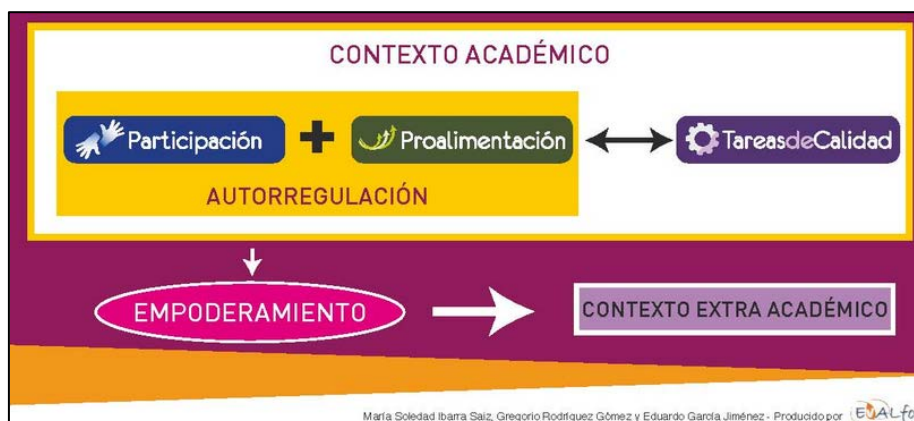 CONTEXTO ACADÉMICO
Participación + Proalimentación TareasdeCalidad
AUTORREGULACIÓN
EMPODERAMIENTO CONTEXTO EXTRA ACADÉMICO
María Soledad Ibarra Saiz, Gregorio Rodríguez Gómez y Eduardo García Jiménez - Producido por EVALfo